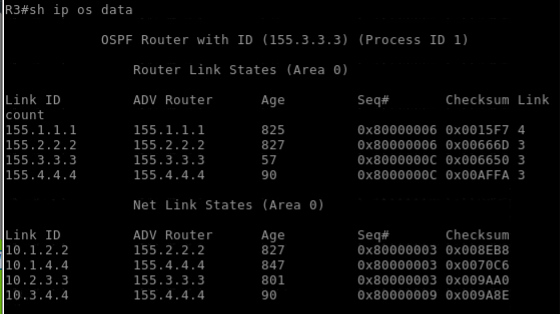 R3#sh ip os data
OSPF Router with ID (155.3.3.3) (Process ID 1)
Router Link States (Area 0)
Link ID ADV Router Age Seq# Checksum Link
count
155.1.1.1 155.1.1.1 825 0x80000006 0x0015F7 4
155.2.2.2 155.2.2.2 827 0x80000006 0x00666D 3
155.3.3.3 155.3.3.3 57 0x8000000C 0x006650 3
155.4.4.4 155.4.4.4 90 0x8000000C 0x00AFFA 3
Net Link States (Area 0)
Link ID ADV Router Age Seq# Checksum
10.1.2.2 155.2.2.2 827 0x80000003 0x008EB8
10.1.4.4 155.4.4.4 847 0x80000003 0x0070C6
10.2.3.3 155.3.3.3 801 0x80000003 0x009AA0
10.3.4.4 155.4.4.4 90 0x80000009 0x009A8E